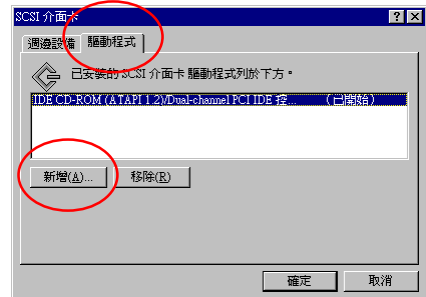 SCSI 介面卡
週邊設備 驅動程式
已安裝的 SCSI 介面卡 驅動程式列於下方。
IDE CD-ROM (ATAPI 1.2)/Dual-channel PCI IDE 控... (已開始)
新增(A)... 移除(R)
確定 取消